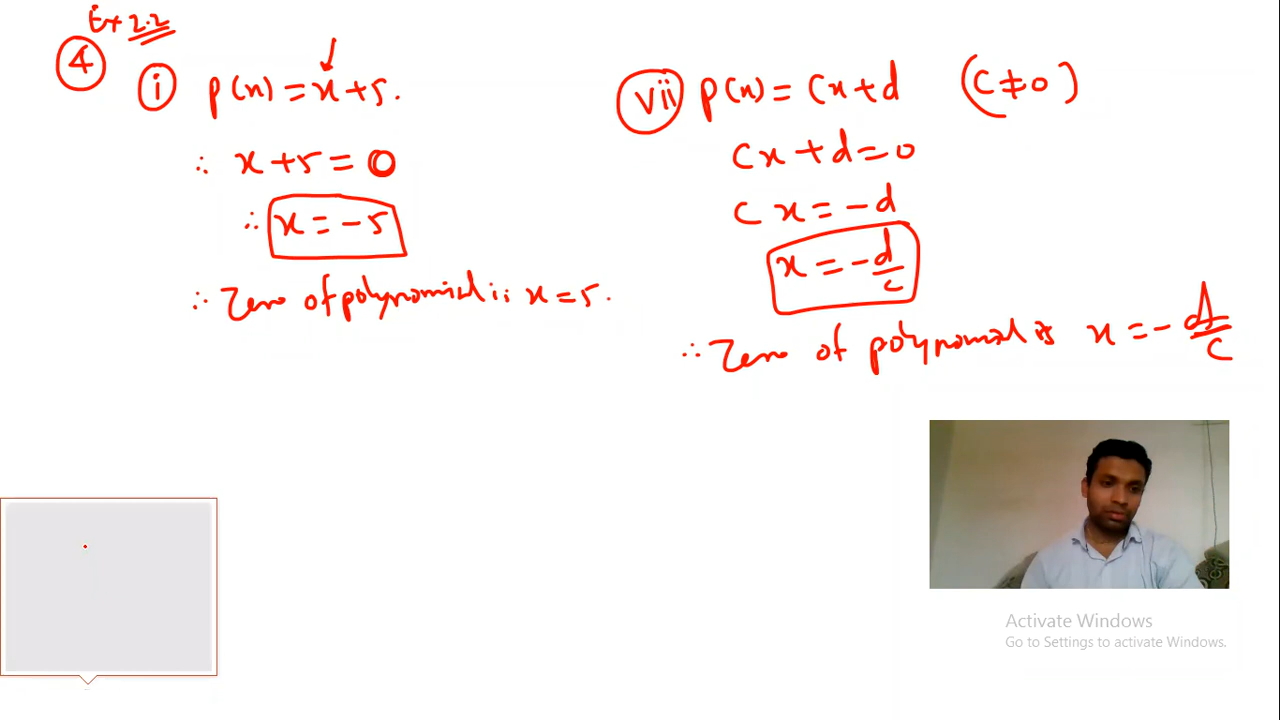 Ex 2.2
4
i p(x) = x + 5.
∴ x + 5 = 0
∴ x = -5
∴ Zero of polynomial is x = 5.
vii p(x) = cx + d (c ≠ 0)
cx + d = 0
c x = -d
x = -d/c
∴ Zero of polynomial is x = -d/c
Activate Windows
Go to Settings to activate Windows.